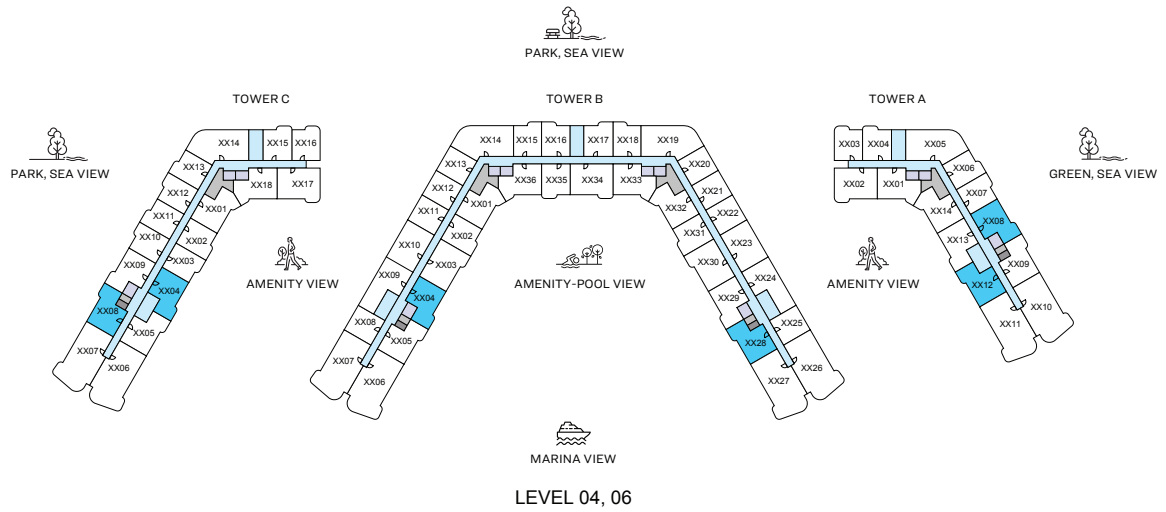 PARK, SEA VIEW
TOWER C
TOWER B
TOWER A
PARK, SEA VIEW
GREEN, SEA VIEW
XX14
XX15
XX16
XX13
XX18
XX17
XX12
XX01
XX11
XX02
XX10
XX03
XX09
XX04
XX08
XX05
XX07
XX06
AMENITY VIEW
XX14
XX15
XX16
XX17
XX18
XX19
XX13
XX36
XX35
XX34
XX33
XX20
XX12
XX01
XX32
XX21
XX11
XX02
XX31
XX22
XX10
XX03
XX30
XX23
XX09
XX04
XX29
XX24
XX08
XX05
XX28
XX25
XX07
XX06
XX27
XX26
AMENITY-POOL VIEW
AMENITY VIEW
XX03
XX04
XX05
XX02
XX01
XX06
XX14
XX07
XX13
XX08
XX12
XX09
XX11
XX10
MARINA VIEW
LEVEL 04, 06